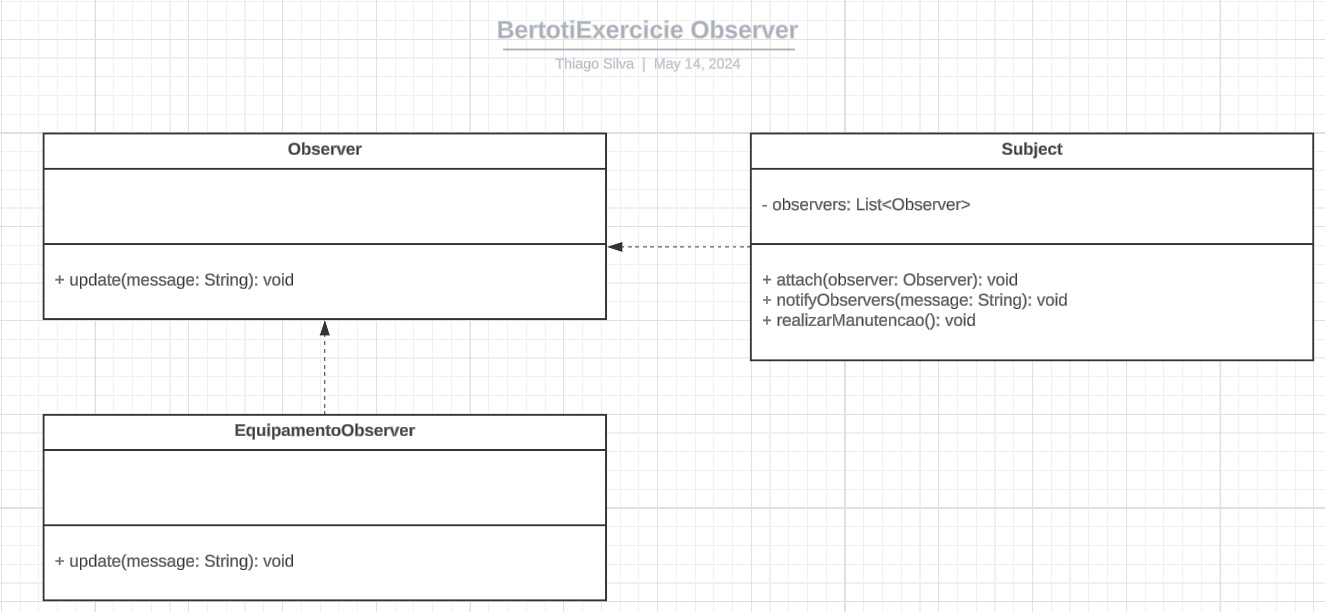 BertotiExercicie Observer
Thiago Silva | May 14, 2024
Observer
+ update(message: String): void
Subject
- observers: List<Observer>
+ attach(observer: Observer): void
+ notifyObservers(message: String): void
+ realizarManutencao(): void
EquipamentoObserver
+ update(message: String): void